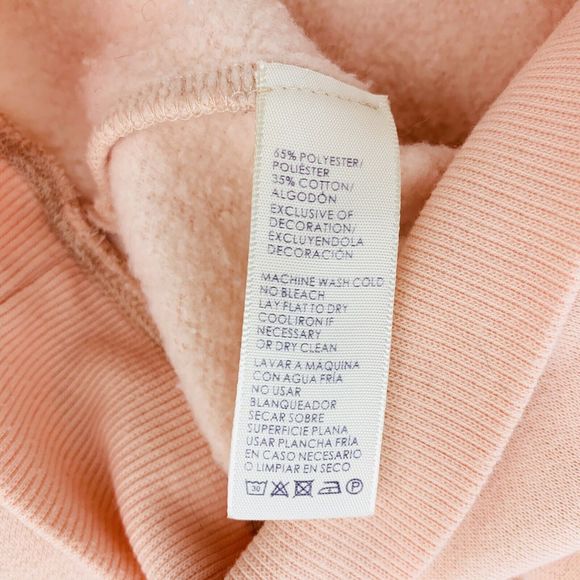 65% POLYESTER/
POLIÉSTER
35% COTTON/
ALGODÓN
EXCLUSIVE OF
DECORATION/
EXCLUYENDOLA
DECORACIÓN
MACHINE WASH COLD
NO BLEACH
LAY FLAT TO DRY
COOL IRON IF
NECESSARY
OR DRY CLEAN
LAVAR A MAQUINA
CON AGUA FRÍA
NO USAR
BLANQUEADOR
SECAR SOBRE
SUPERFICIE PLANA
USAR PLANCHA FRÍA
EN CASO NECESARIO
O LIMPIAR EN SECO
30 P